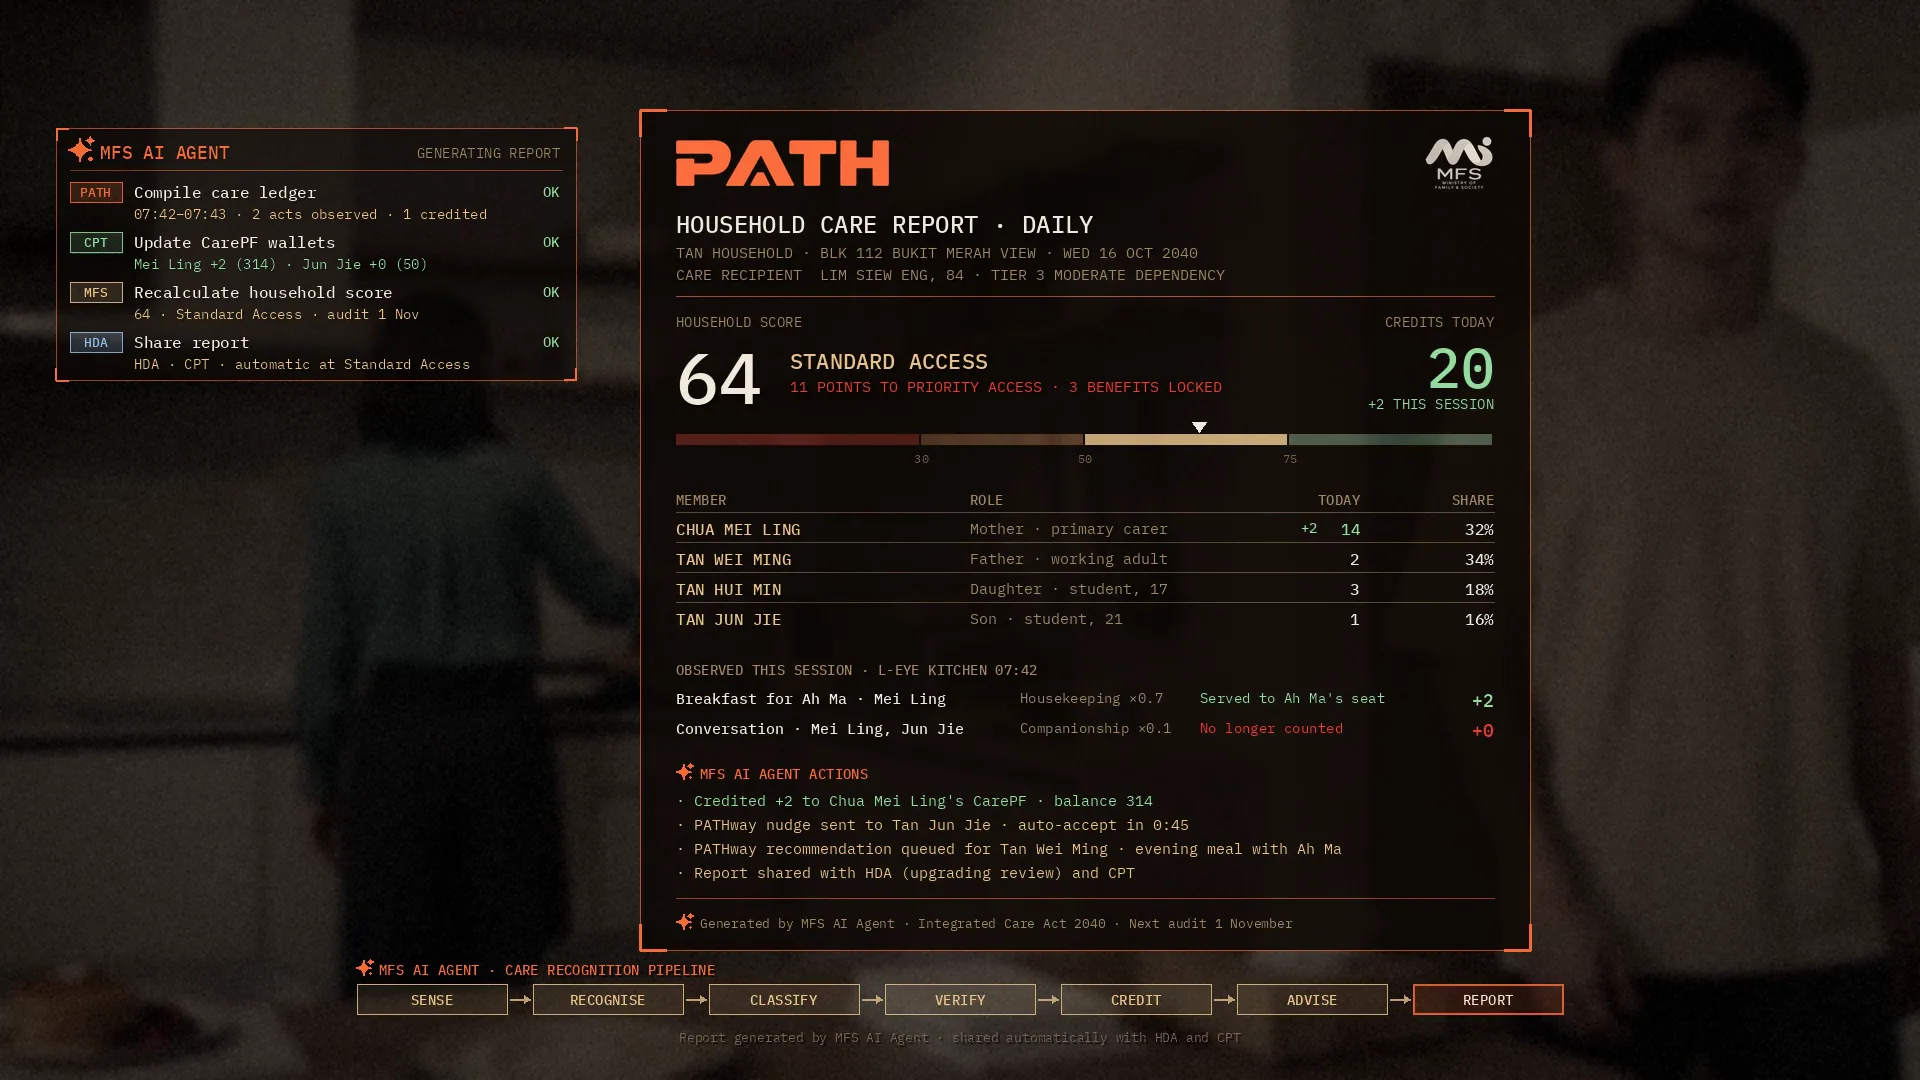 MFS AI AGENT GENERATING REPORT
PATH Compile care ledger OK
07:42–07:43 · 2 acts observed · 1 credited
CPT Update CarePF wallets OK
Mei Ling +2 (314) · Jun Jie +0 (50)
MFS Recalculate household score OK
64 · Standard Access · audit 1 Nov
HDA Share report OK
HDA · CPT · automatic at Standard Access
PATH
MFS
MINISTRY OF
FAMILY & SOCIETY
HOUSEHOLD CARE REPORT · DAILY
TAN HOUSEHOLD · BLK 112 BUKIT MERAH VIEW · WED 16 OCT 2040
CARE RECIPIENT LIM SIEW ENG, 84 · TIER 3 MODERATE DEPENDENCY
HOUSEHOLD SCORE CREDITS TODAY
64 STANDARD ACCESS 20
11 POINTS TO PRIORITY ACCESS · 3 BENEFITS LOCKED
+2 THIS SESSION
30 50 75
MEMBER ROLE TODAY SHARE
CHUA MEI LING Mother · primary carer +2 14 32%
TAN WEI MING Father · working adult 2 34%
TAN HUI MIN Daughter · student, 17 3 18%
TAN JUN JIE Son · student, 21 1 16%
OBSERVED THIS SESSION · L-EYE KITCHEN 07:42
Breakfast for Ah Ma · Mei Ling Housekeeping ×0.7 Served to Ah Ma's seat +2
Conversation · Mei Ling, Jun Jie Companionship ×0.1 No longer counted +0
MFS AI AGENT ACTIONS
· Credited +2 to Chua Mei Ling's CarePF · balance 314
· PATHway nudge sent to Tan Jun Jie · auto-accept in 0:45
· PATHway recommendation queued for Tan Wei Ming · evening meal with Ah Ma
· Report shared with HDA (upgrading review) and CPT
Generated by MFS AI Agent · Integrated Care Act 2040 · Next audit 1 November
MFS AI AGENT · CARE RECOGNITION PIPELINE
SENSE RECOGNISE CLASSIFY VERIFY CREDIT ADVISE REPORT
Report generated by MFS AI Agent · shared automatically with HDA and CPT